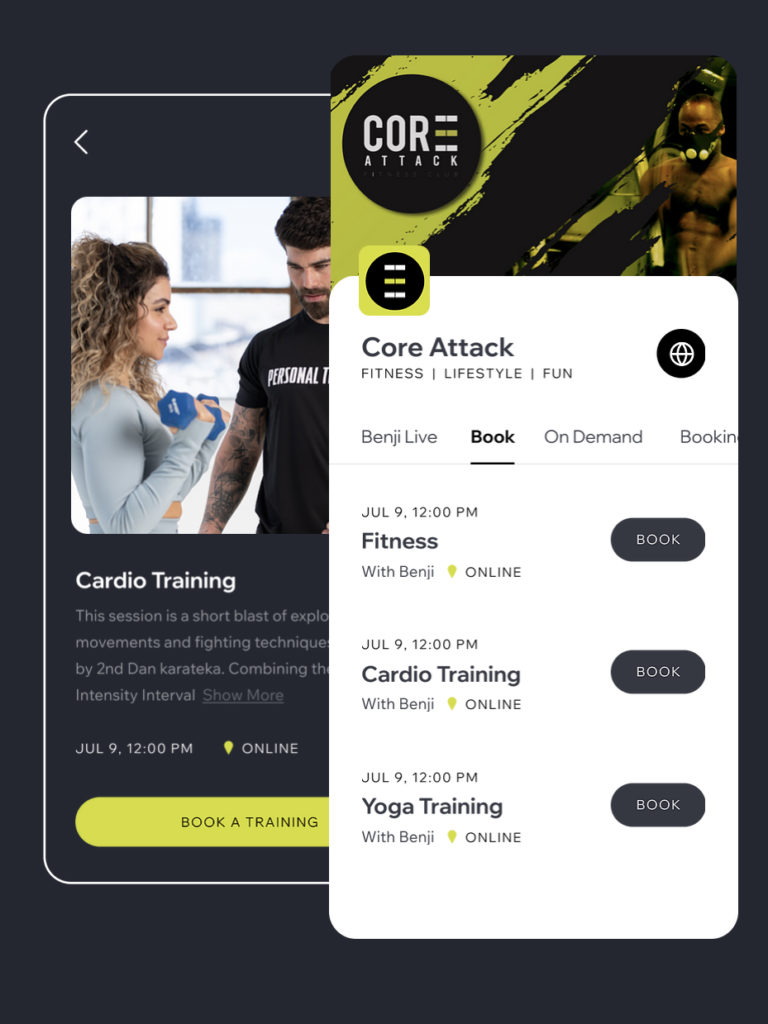 CORE
ATTACK
FITNESS CLUB
PERSONAL T
Cardio Training
This session is a short blast of explo
movements and fighting techniques
by 2nd Dan karateka. Combining the
Intensity Interval Show More
JUL 9, 12:00 PM ONLINE
BOOK A TRAINING
Core Attack
FITNESS | LIFESTYLE | FUN
Benji Live Book On Demand Booking
JUL 9, 12:00 PM
Fitness
With Benji ONLINE
BOOK
JUL 9, 12:00 PM
Cardio Training
With Benji ONLINE
BOOK
JUL 9, 12:00 PM
Yoga Training
With Benji ONLINE
BOOK